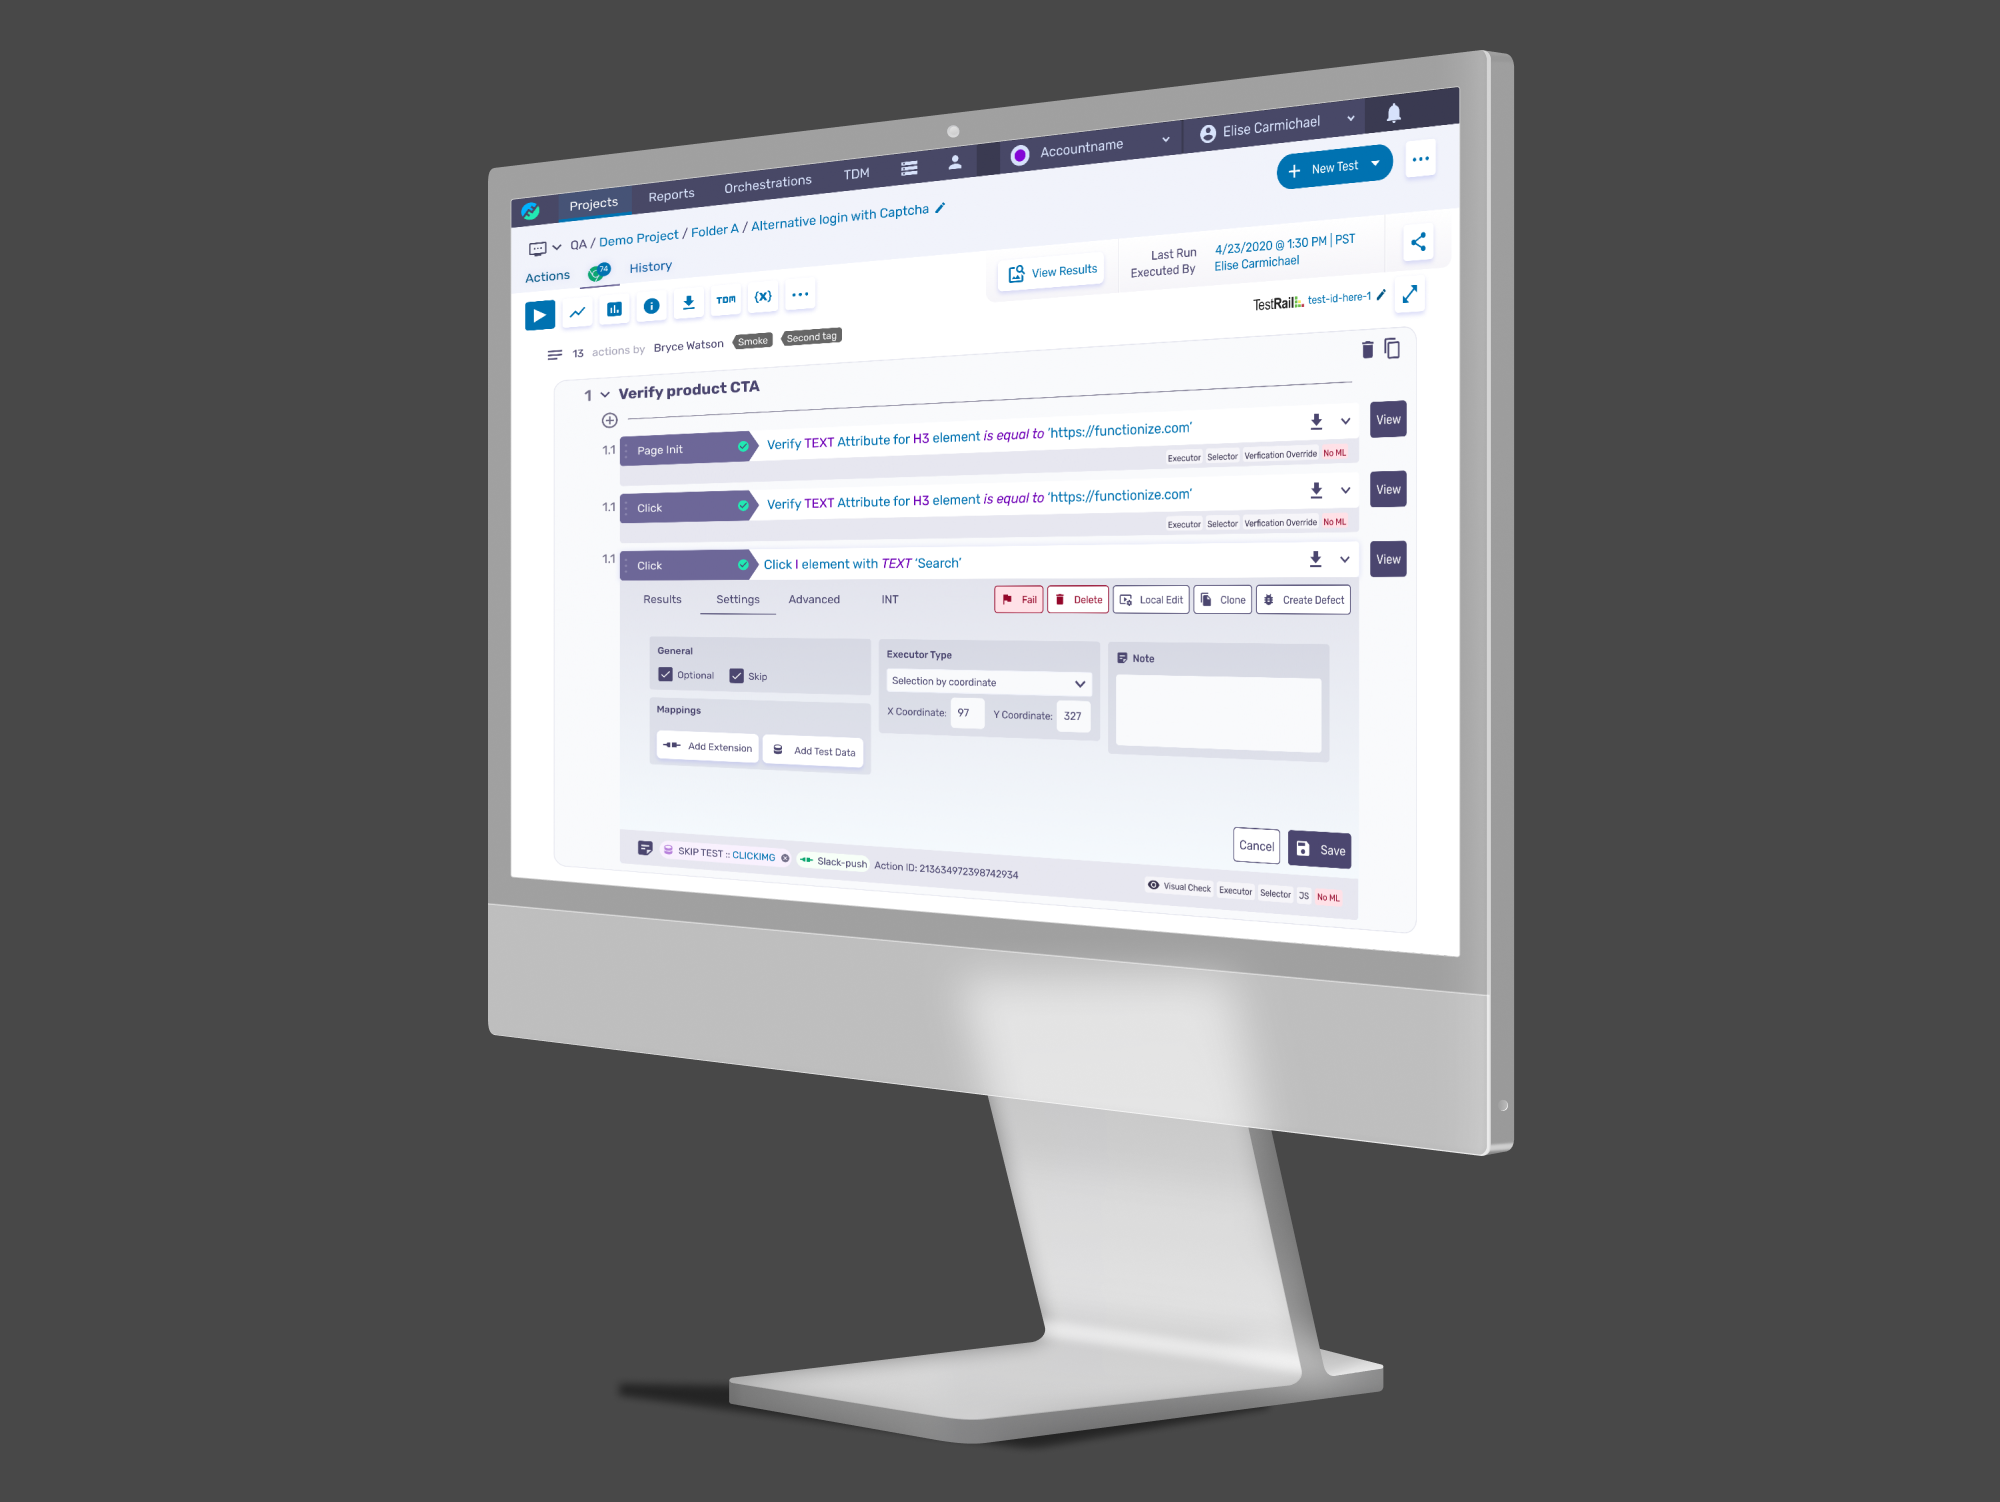 Projects Reports Orchestrations TDM Accountname Elise Carmichael
QA / Demo Project / Folder A / Alternative login with Captcha
New Test
Actions 74 History
View Results
Last Run 4/23/2020 @ 1:30 PM | PST
Executed By Elise Carmichael
TDM {x}
TestRail test-id-here-1
13 actions by Bryce Watson Smoke Second tag
1 Verify product CTA
1.1 Page Init Verify TEXT Attribute for H3 element is equal to 'https://functionize.com' View
Executor Selector Verfication Override No ML
1.1 Click Verify TEXT Attribute for H3 element is equal to 'https://functionize.com' View
Executor Selector Verfication Override No ML
1.1 Click Click I element with TEXT 'Search' View
Results Settings Advanced INT Fail Delete Local Edit Clone Create Defect
General
Optional Skip
Mappings
Add Extension Add Test Data
Executor Type
Selection by coordinate
X Coordinate: 97 Y Coordinate: 327
Note
Cancel Save
SKIP TEST :: CLICKIMG Slack-push Action ID: 213634972398742934
Visual Check Executor Selector JS No ML